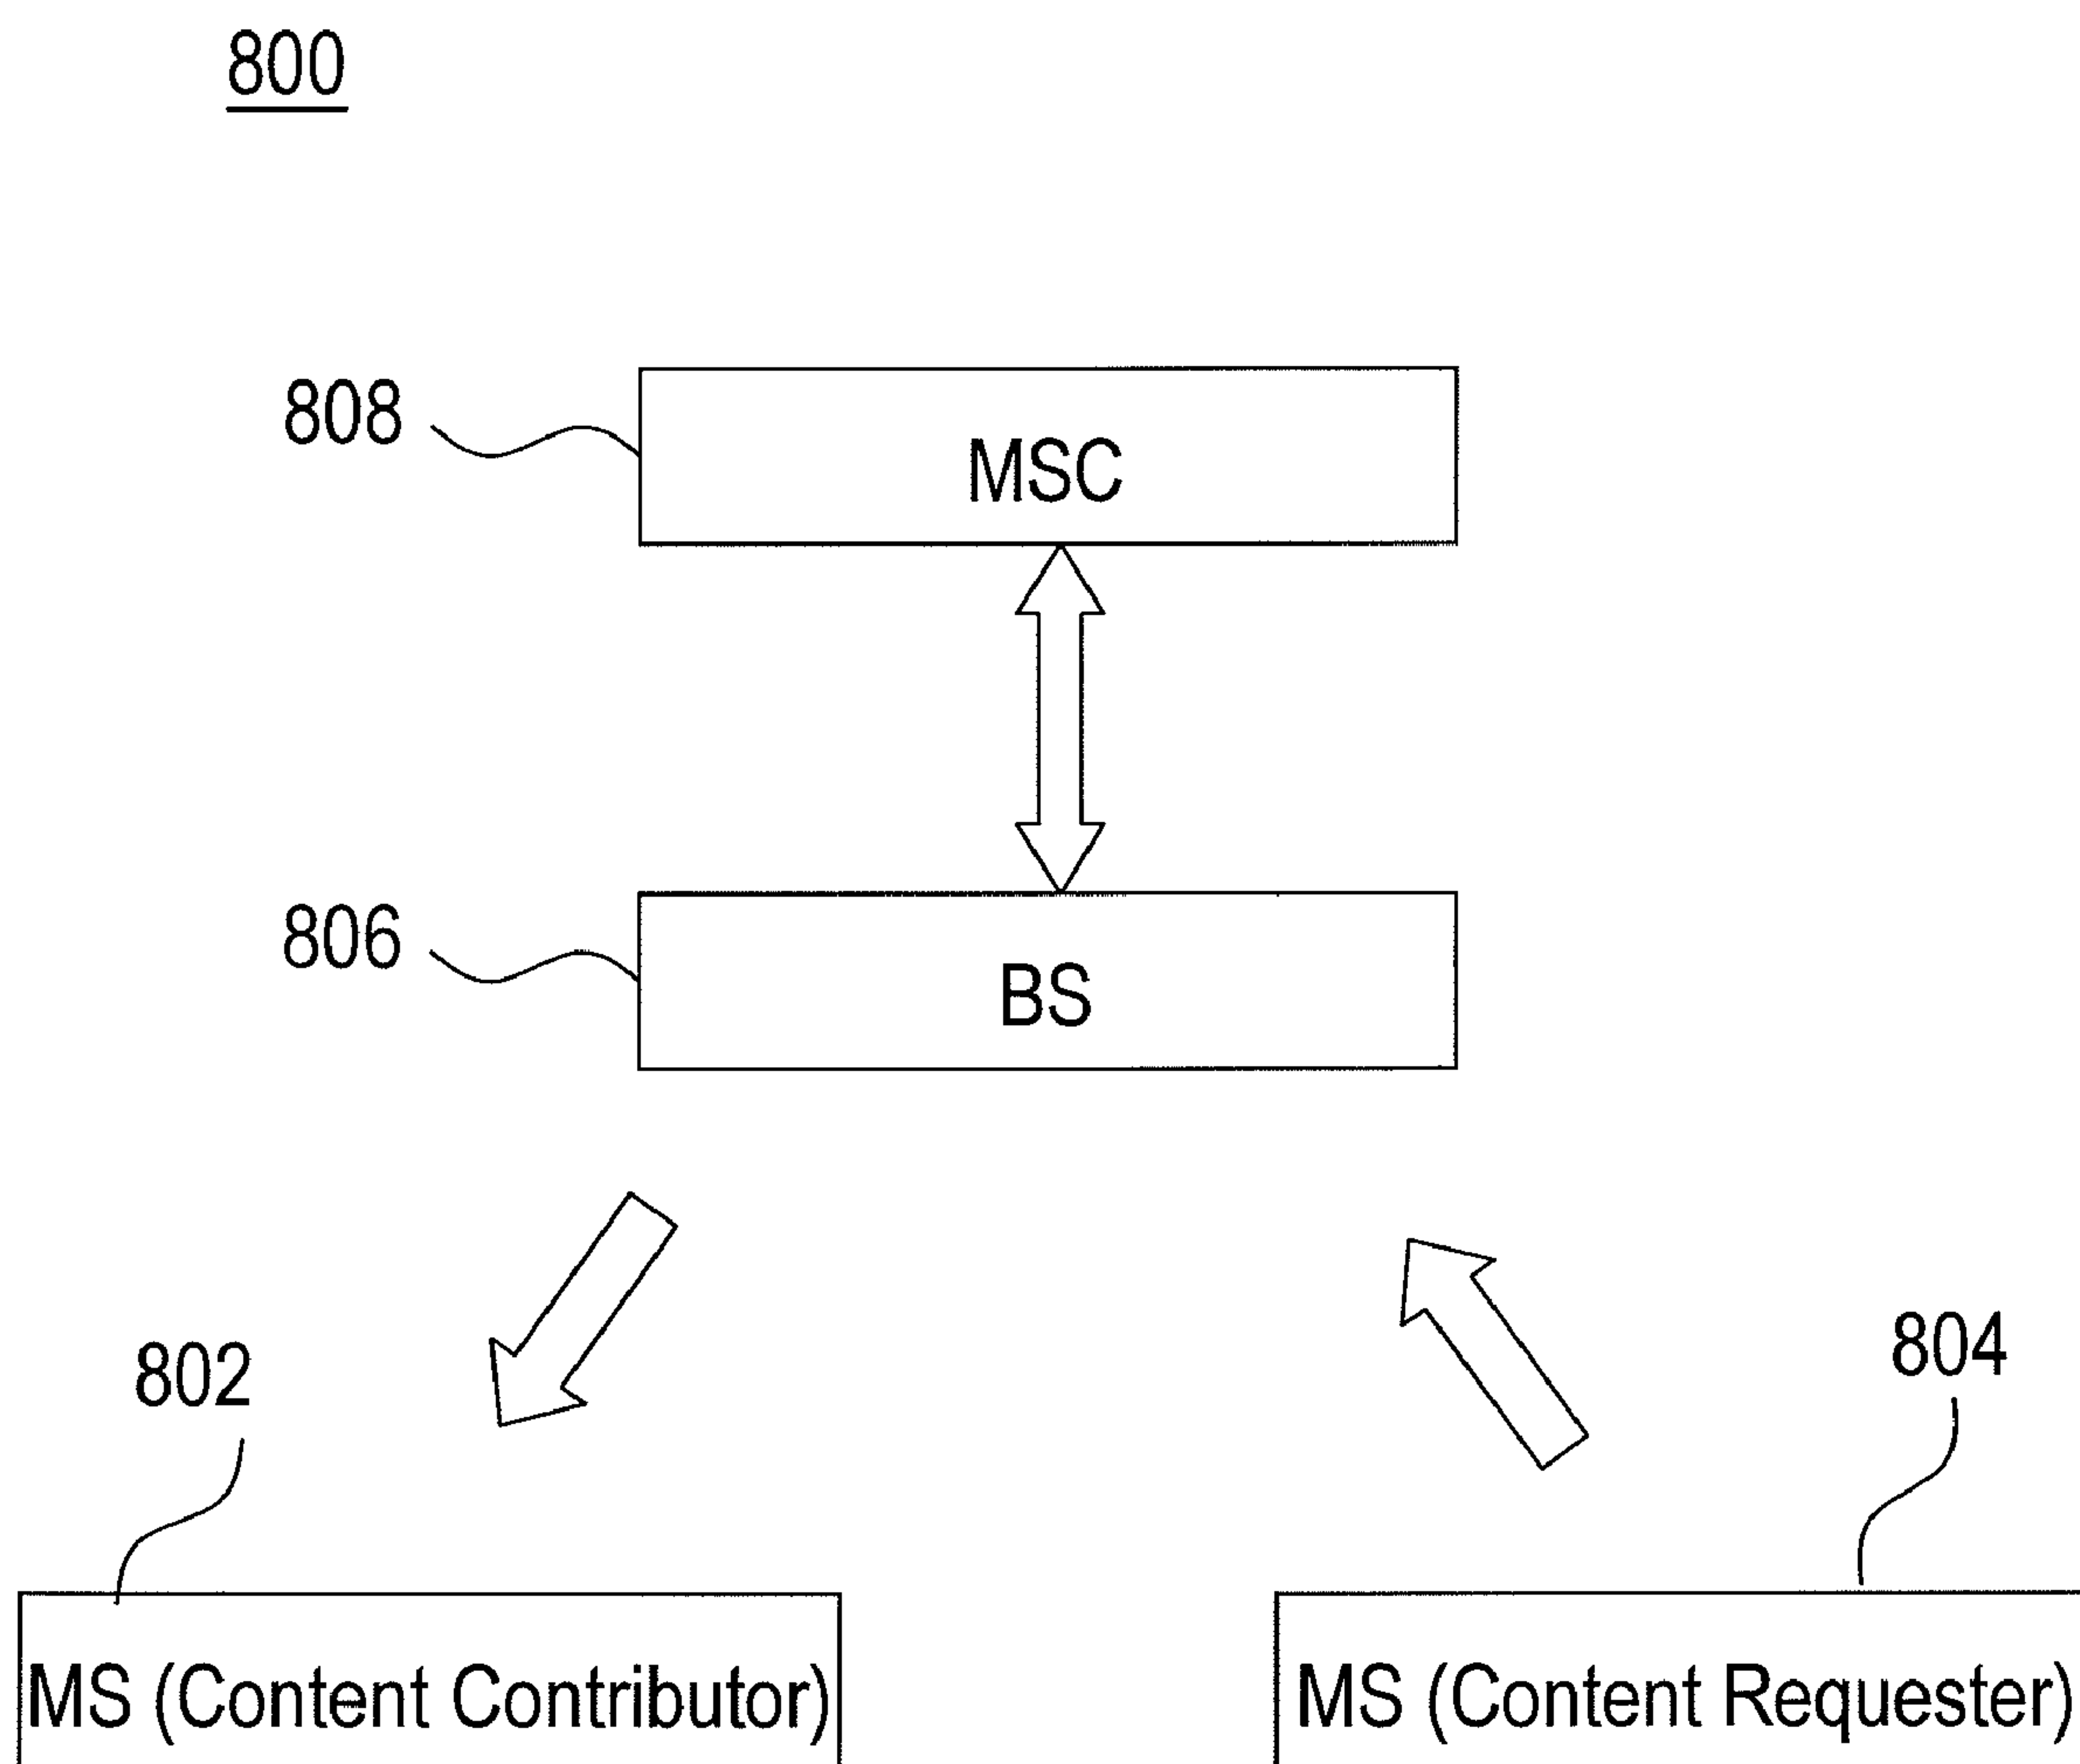 800
808
MSC
806
BS
802
804
MS (Content Contributor)
MS (Content Requester)